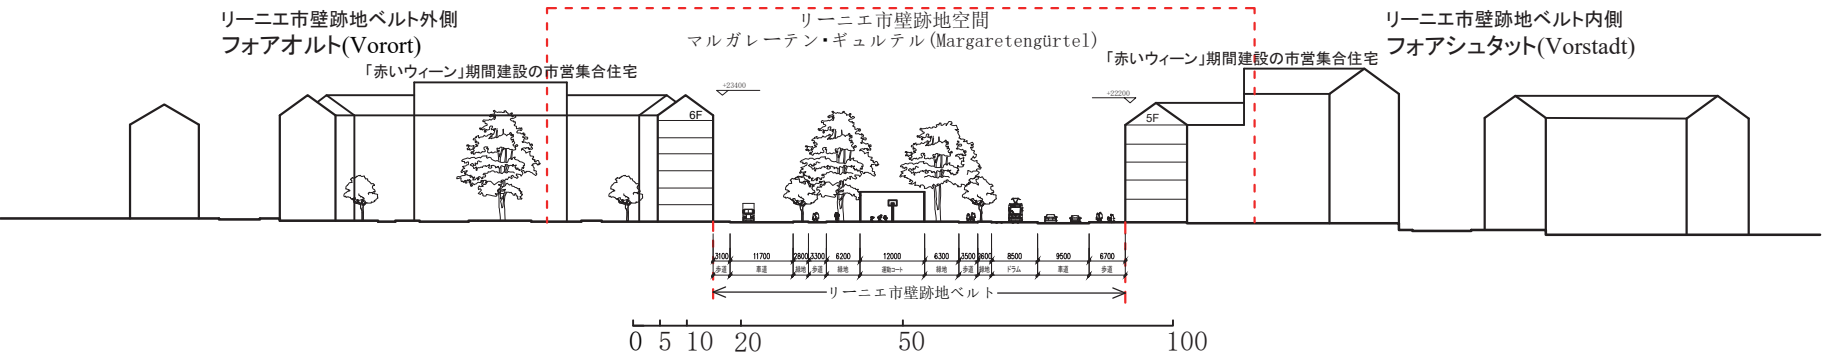 リーニエ市壁跡地ベルト外側
フォアオルト(Vorort)
リーニエ市壁跡地空間
マルガレーテン・ギュルテル(Margaretengürtel)
リーニエ市壁跡地ベルト内側
フォアシュタット(Vorstadt)
「赤いウィーン」期間建設の市営集合住宅
「赤いウィーン」期間建設の市営集合住宅
+23400
+22200
6F
5F
3100 11700 2800 3300 6200 12000 6300 3500 2600 8500 9500 6700
歩道 車道 緑地 歩道 緑地 運動コート 緑地 歩道 緑地 トラム 車道 歩道
リーニエ市壁跡地ベルト
0 5 10 20 50 100